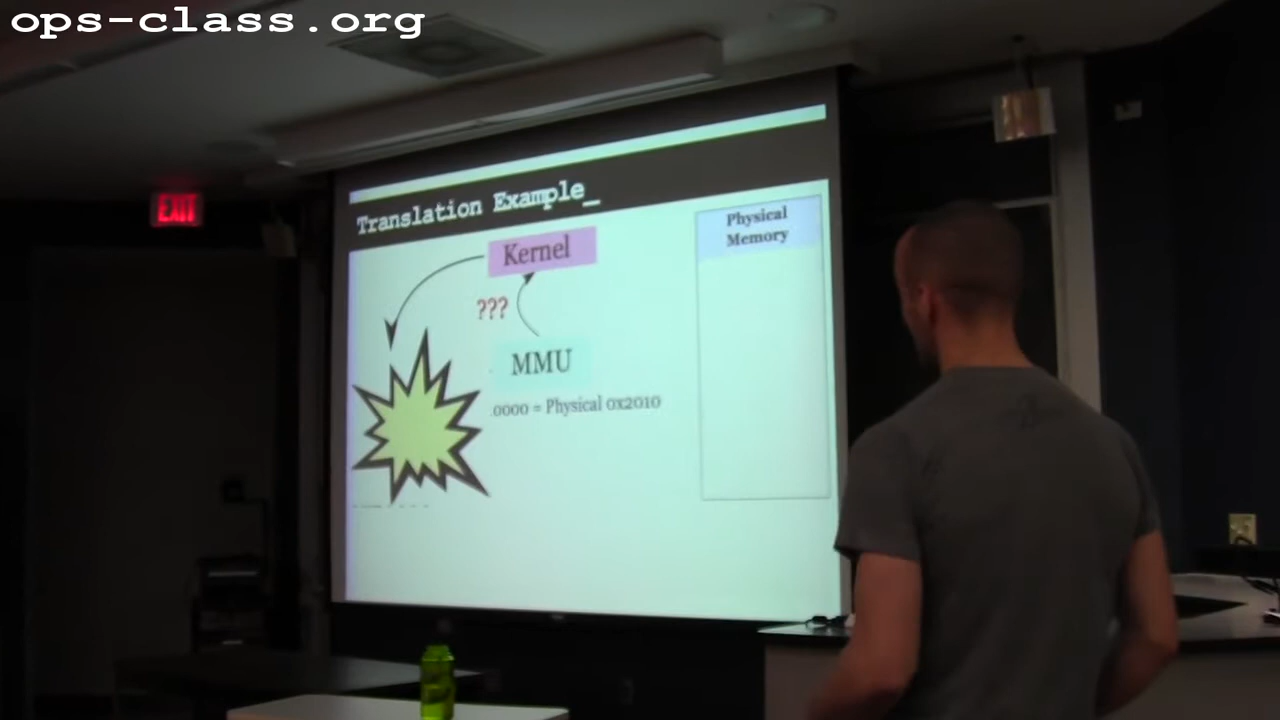 ops-class.org
EXIT
Translation Example_
Physical
Memory
Kernel
???
MMU
.0000 = Physical 0x2010